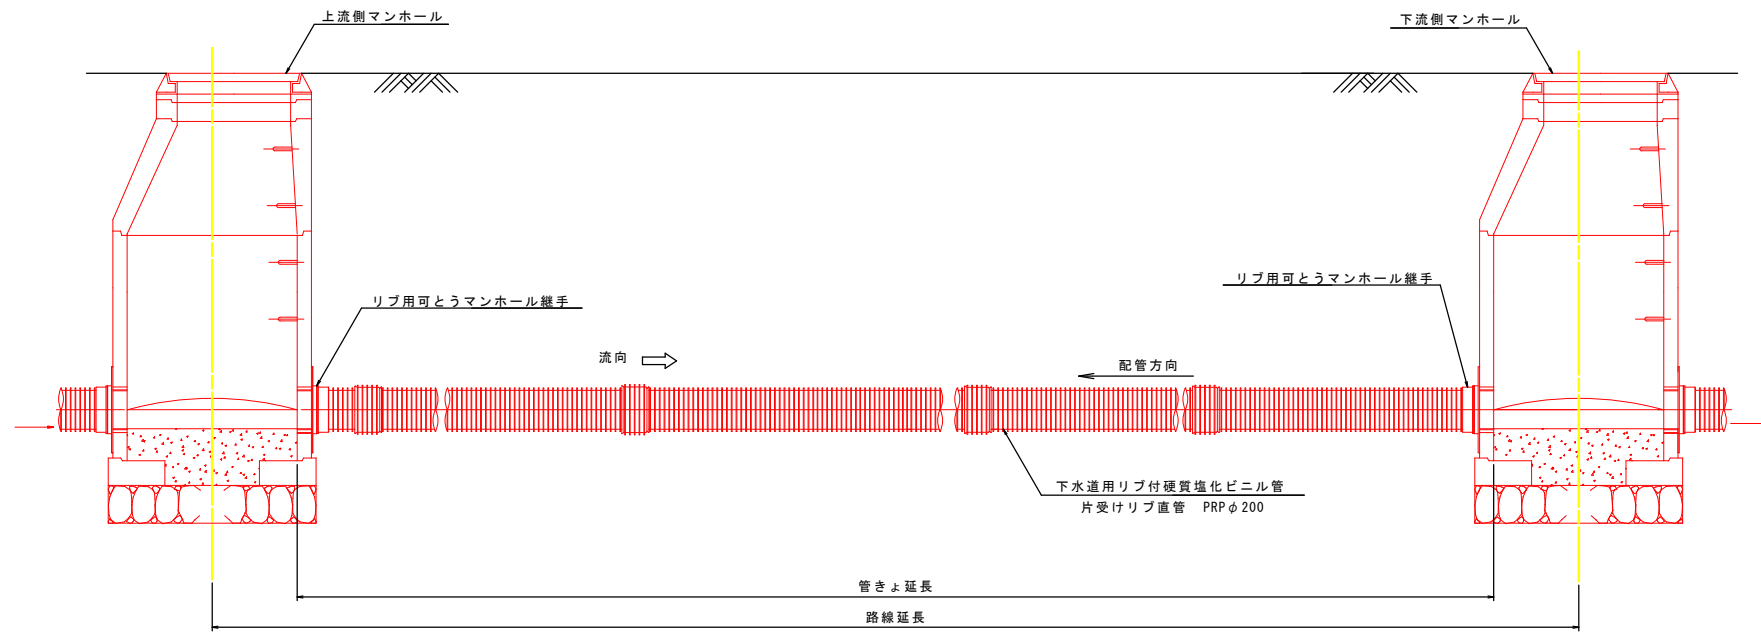 上流側マンホール
下流側マンホール
リブ用可とうマンホール継手
リブ用可とうマンホール継手
流向
配管方向
下水道用リブ付硬質塩化ビニル管
片受けリブ直管 PRPφ200
管きょ延長
路線延長